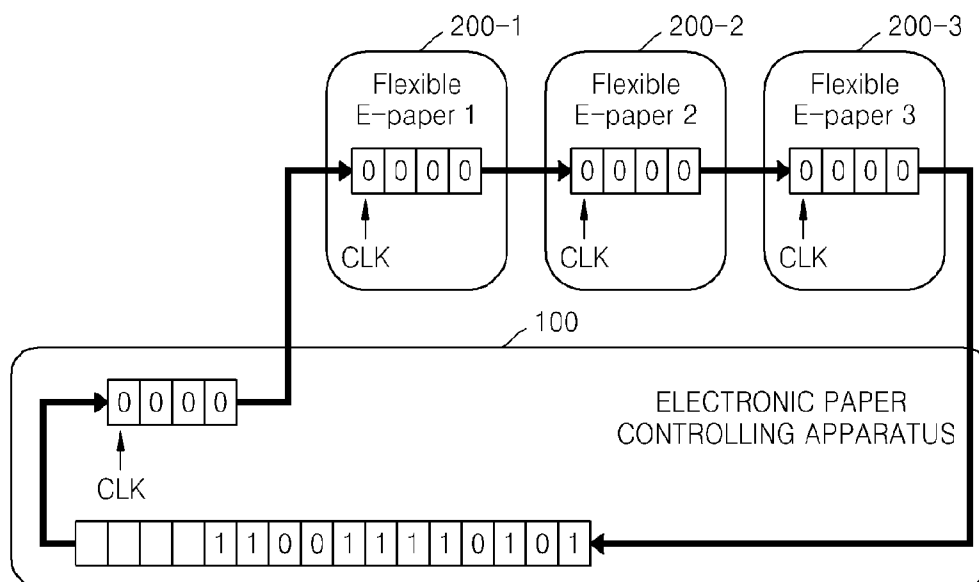 200-1 200-2 200-3
Flexible Flexible Flexible
E-paper 1 E-paper 2 E-paper 3
0 0 0 0 0 0 0 0 0 0 0 0
CLK CLK CLK
100
0 0 0 0
ELECTRONIC PAPER
CONTROLLING APPARATUS
CLK
1 1 0 0 1 1 1 1 0 1 0 1